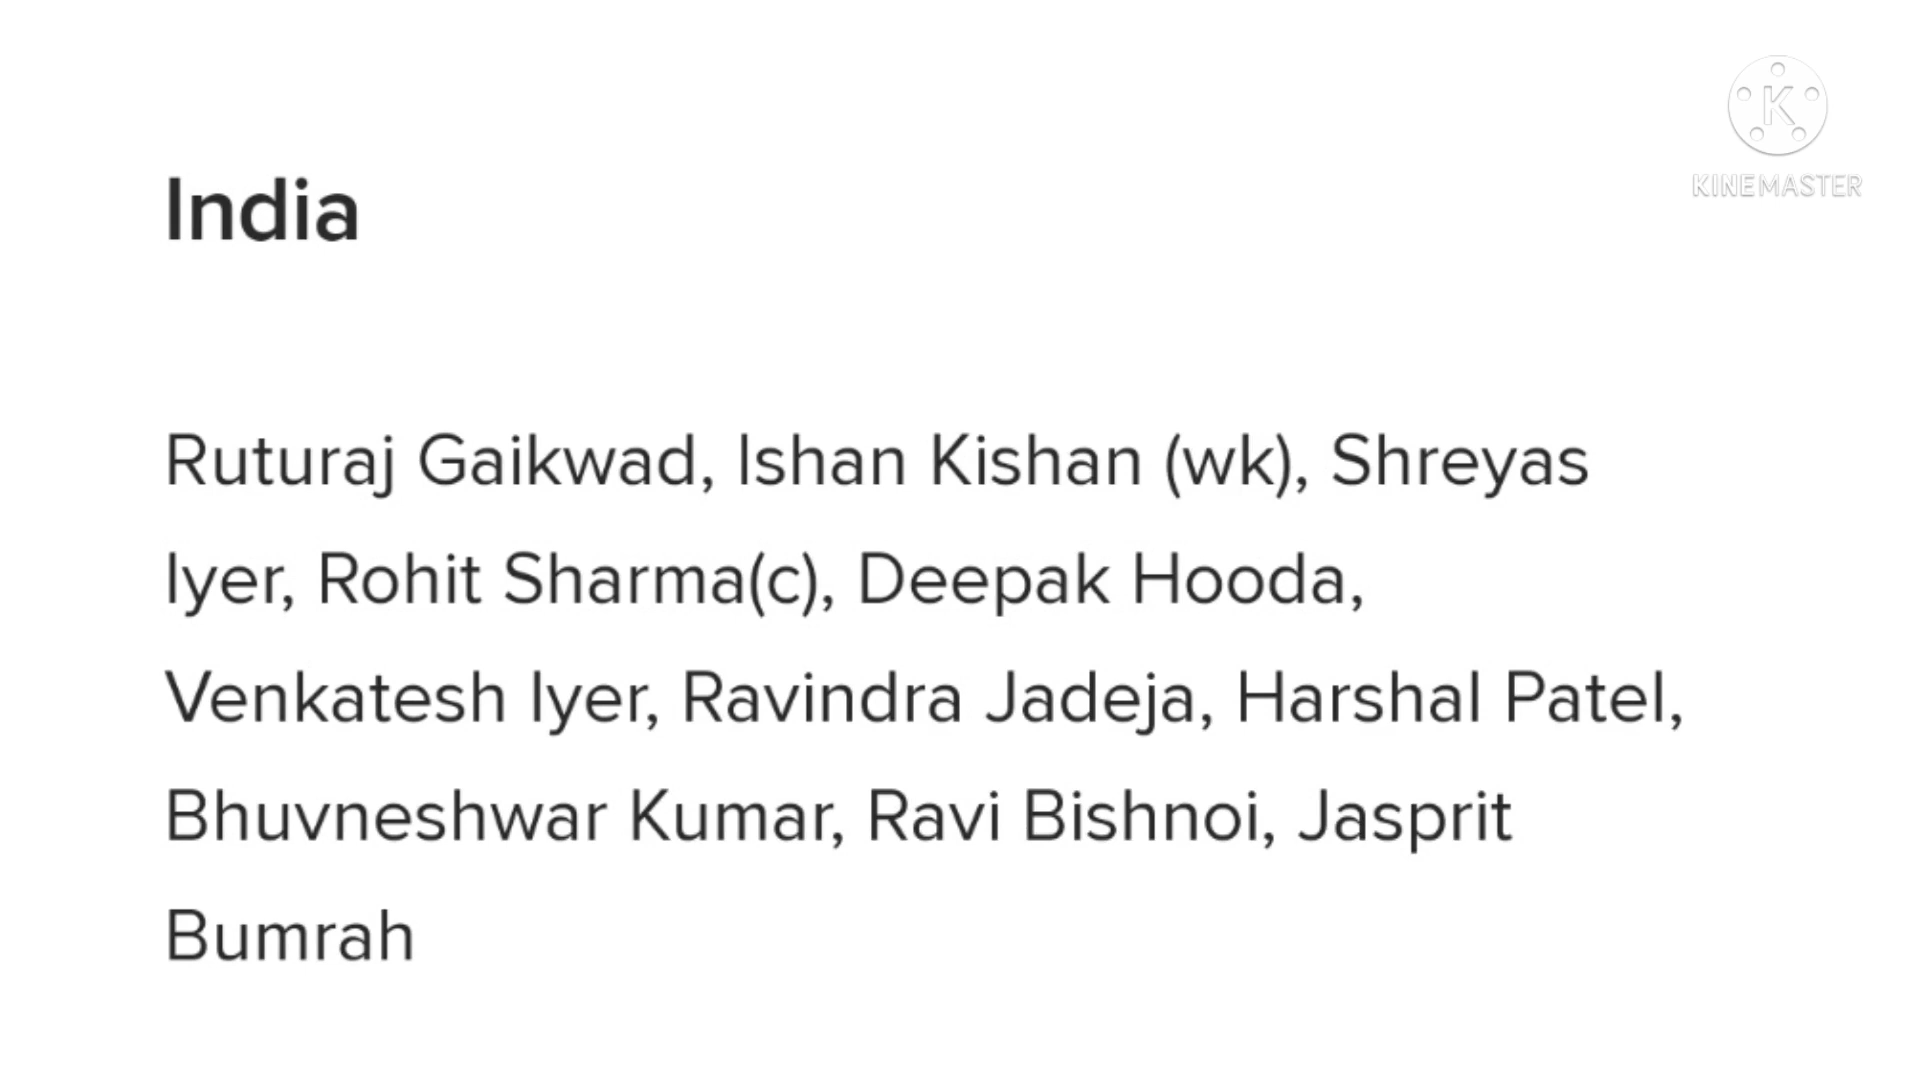 KINEMASTER
India
Ruturaj Gaikwad, Ishan Kishan (wk), Shreyas
Iyer, Rohit Sharma(c), Deepak Hooda,
Venkatesh Iyer, Ravindra Jadeja, Harshal Patel,
Bhuvneshwar Kumar, Ravi Bishnoi, Jasprit
Bumrah